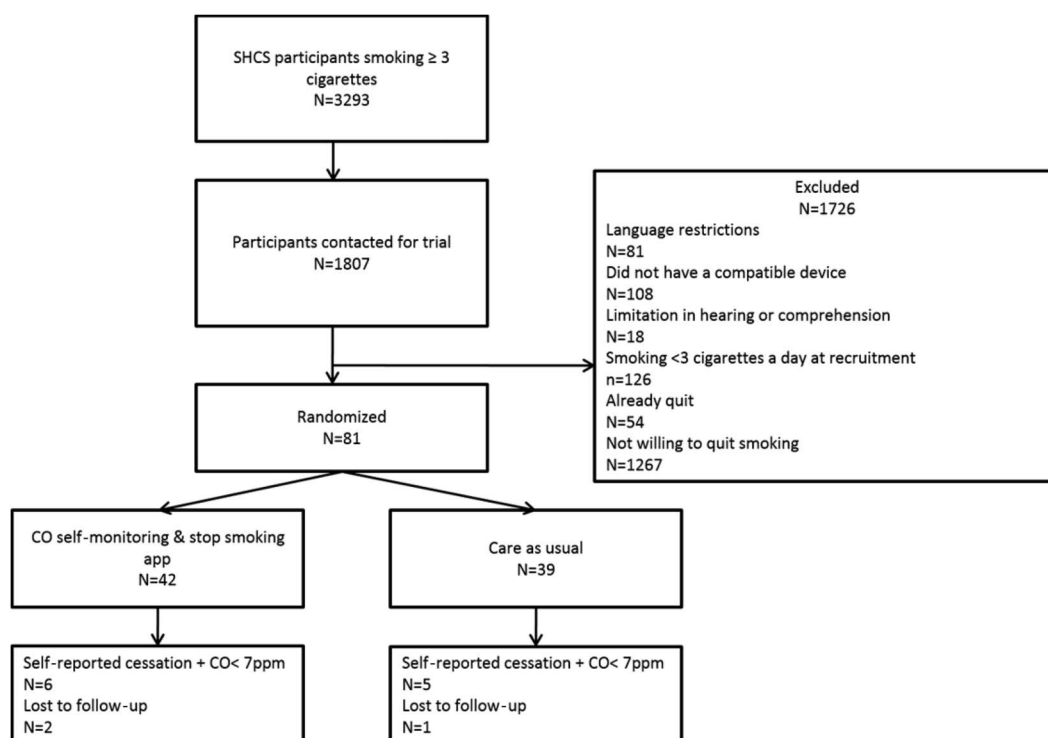 SHCS participants smoking ≥ 3
cigarettes
N=3293
Participants contacted for trial
N=1807
Excluded
N=1726
Language restrictions
N=81
Did not have a compatible device
N=108
Limitation in hearing or comprehension
N=18
Smoking <3 cigarettes a day at recruitment
n=126
Already quit
N=54
Not willing to quit smoking
N=1267
Randomized
N=81
CO self-monitoring & stop smoking
app
N=42
Care as usual
N=39
Self-reported cessation + CO< 7ppm
N=6
Lost to follow-up
N=2
Self-reported cessation + CO< 7ppm
N=5
Lost to follow-up
N=1